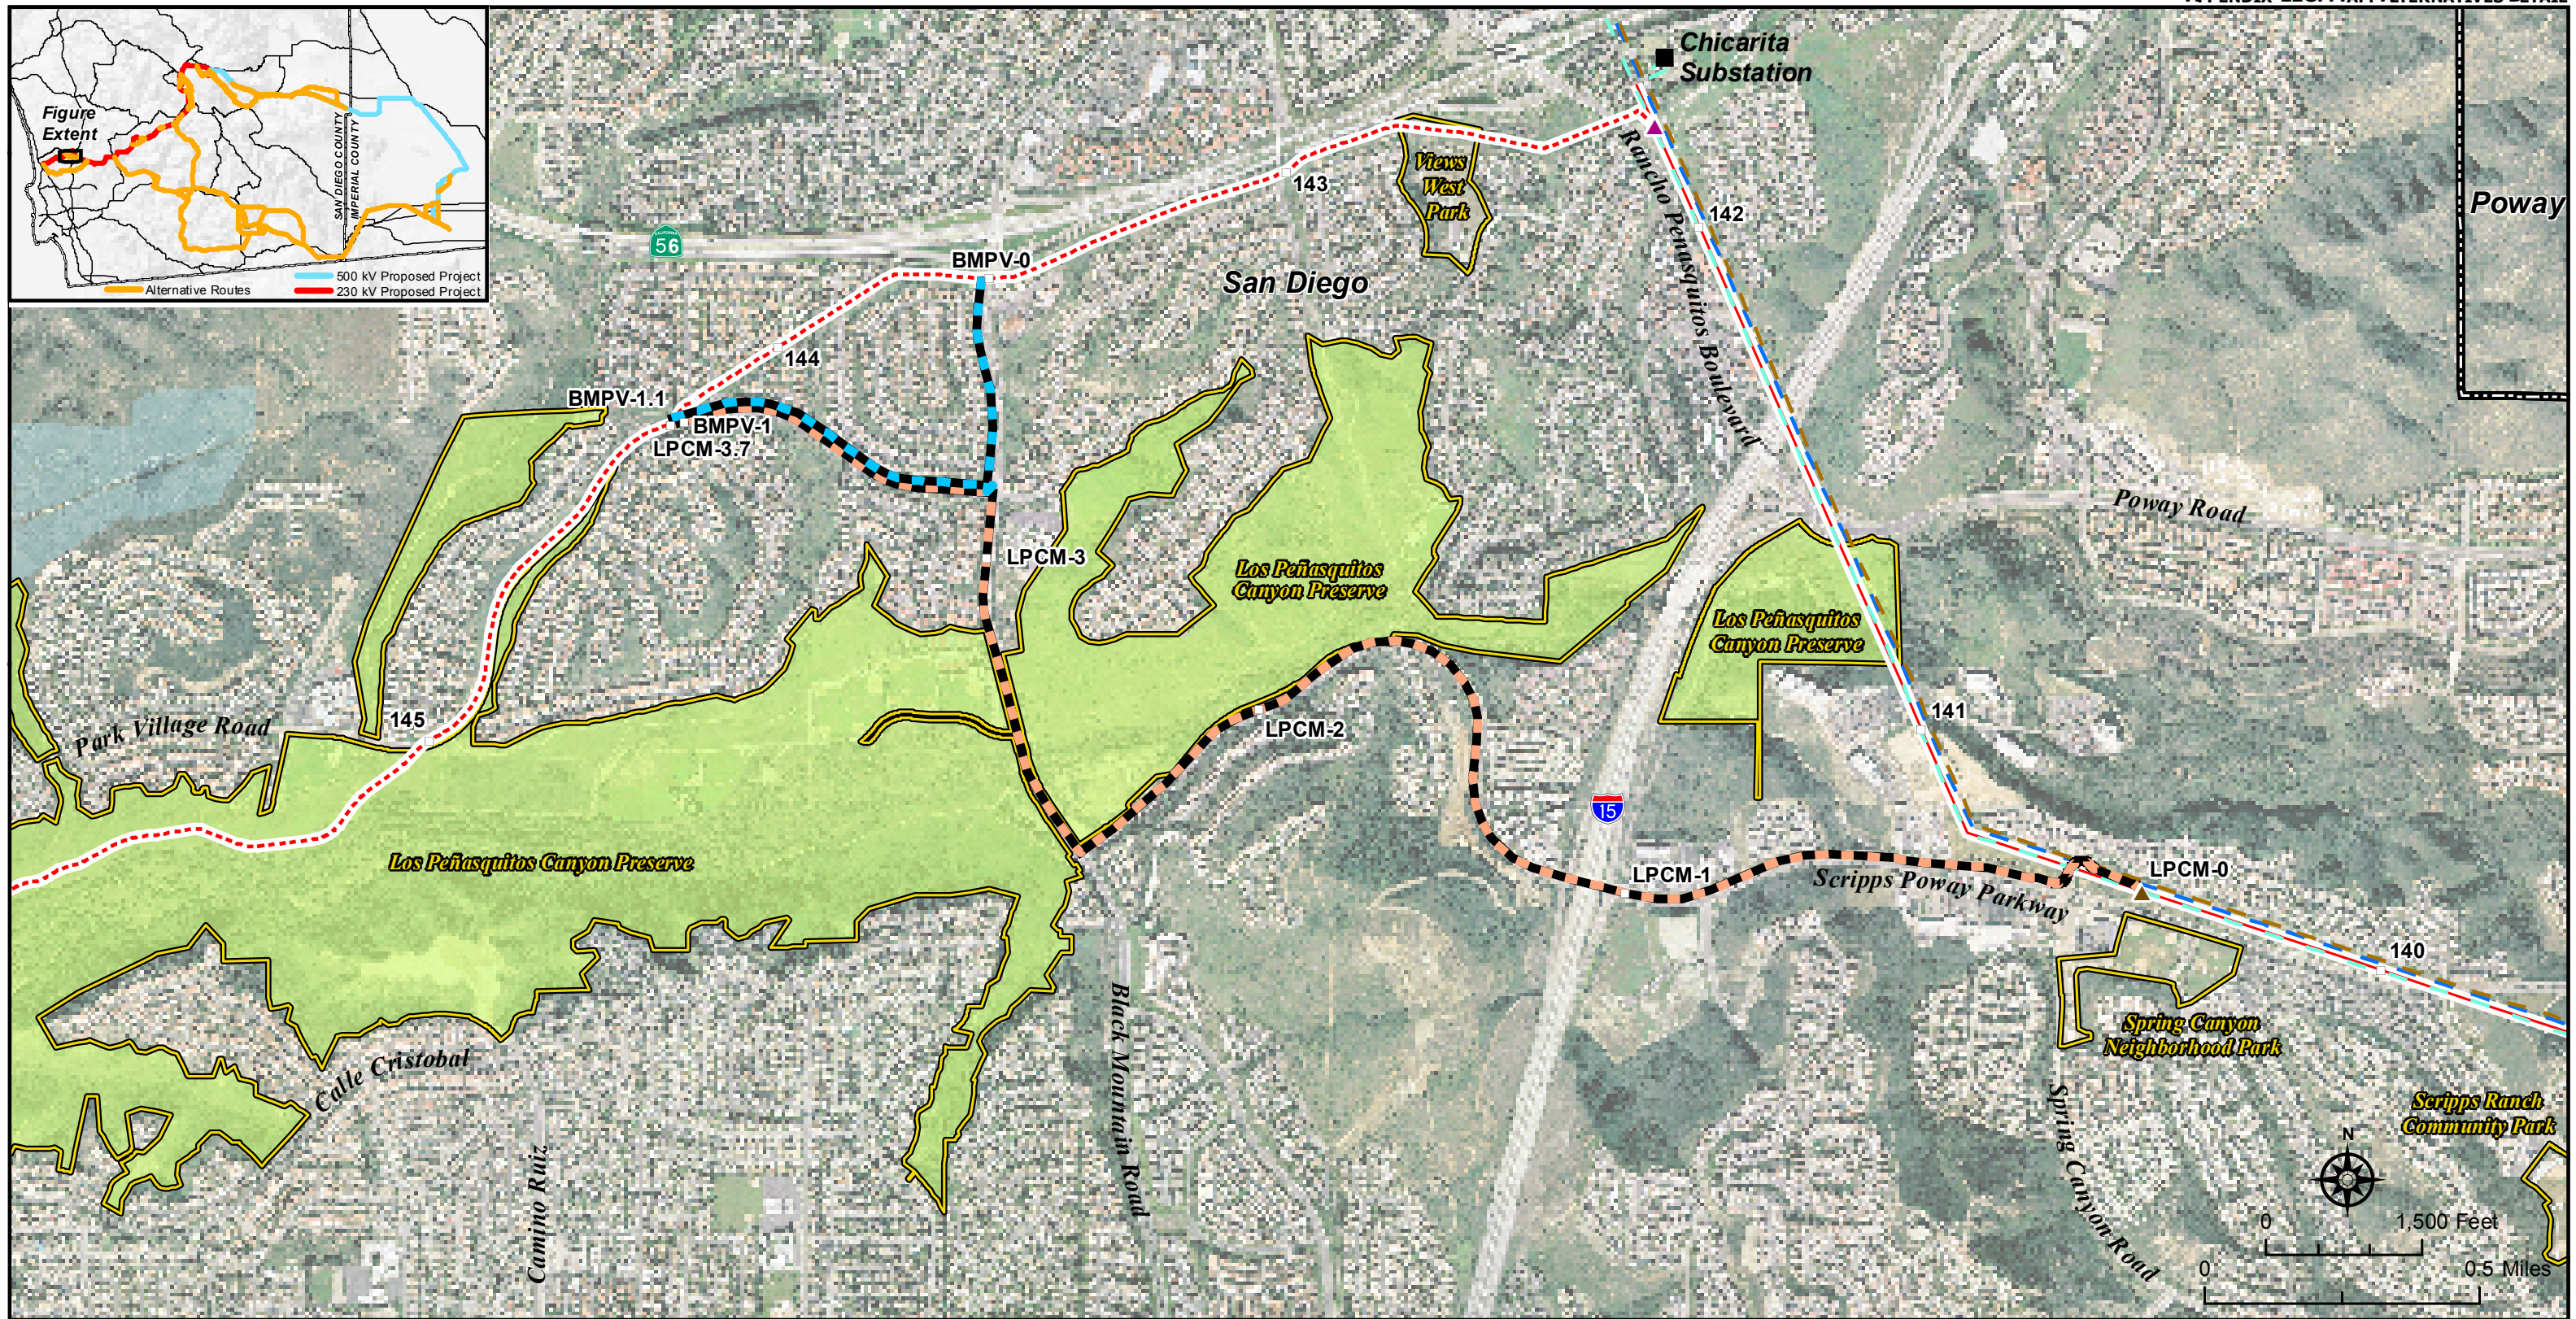 Figure
Extent
SAN DIEGO COUNTY
IMPERIAL COUNTY
500 kV Proposed Project
Alternative Routes
230 kV Proposed Project
Chicarita
Substation
Views
West
Park
143
Rancho Penasquitos Boulevard
142
Poway
CALIFORNIA
56
BMPV-0
San Diego
144
BMPV-1.1
BMPV-1
LPCM-3.7
Poway Road
LPCM-3
Los Peñasquitos
Canyon Preserve
Los Peñasquitos
Canyon Preserve
145
Park Village Road
LPCM-2
141
15
Los Peñasquitos Canyon Preserve
LPCM-1
Scripps Poway Parkway
LPCM-0
140
Black Mountain Road
Spring Canyon
Neighborhood Park
Calle Cristobal
Camino Ruiz
Spring Canyon Road
Scripps Ranch
Community Park
N
0 1,500 Feet
0 0.5 Miles